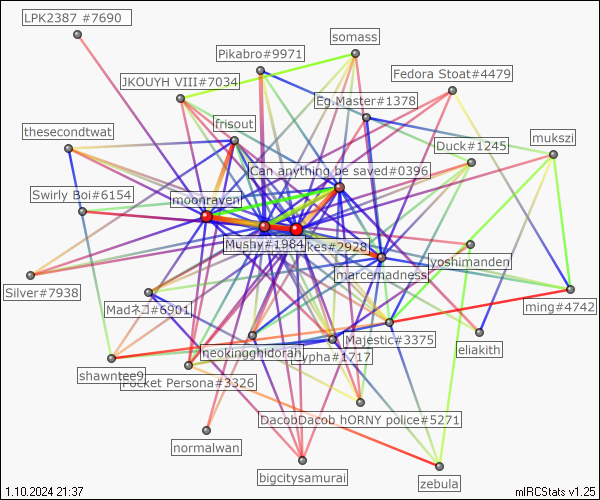 LPK2387 #7690
somass
Pikabro#9971
Fedora Stoat#4479
JKOUYH VIII#7034
Eg.Master#1378
frisout
thesecondtwat
Duck#1245
mukszi
Can anything be saved#0396
Swirly Boi#6154
moonraven
Mushy#1984
kes#2928
yoshimanden
marcemadness
Silver#7938
Madネコ#6901
ming#4742
Majestic#3375
eliakith
neokingghidorah
ypha#1717
shawntee9
Pocket Persona#3326
DacobDacob_hORNY police#5271
normalwan
bigcitysamurai
zebula
1.10.2024 21:37
mIRCStats v1.25